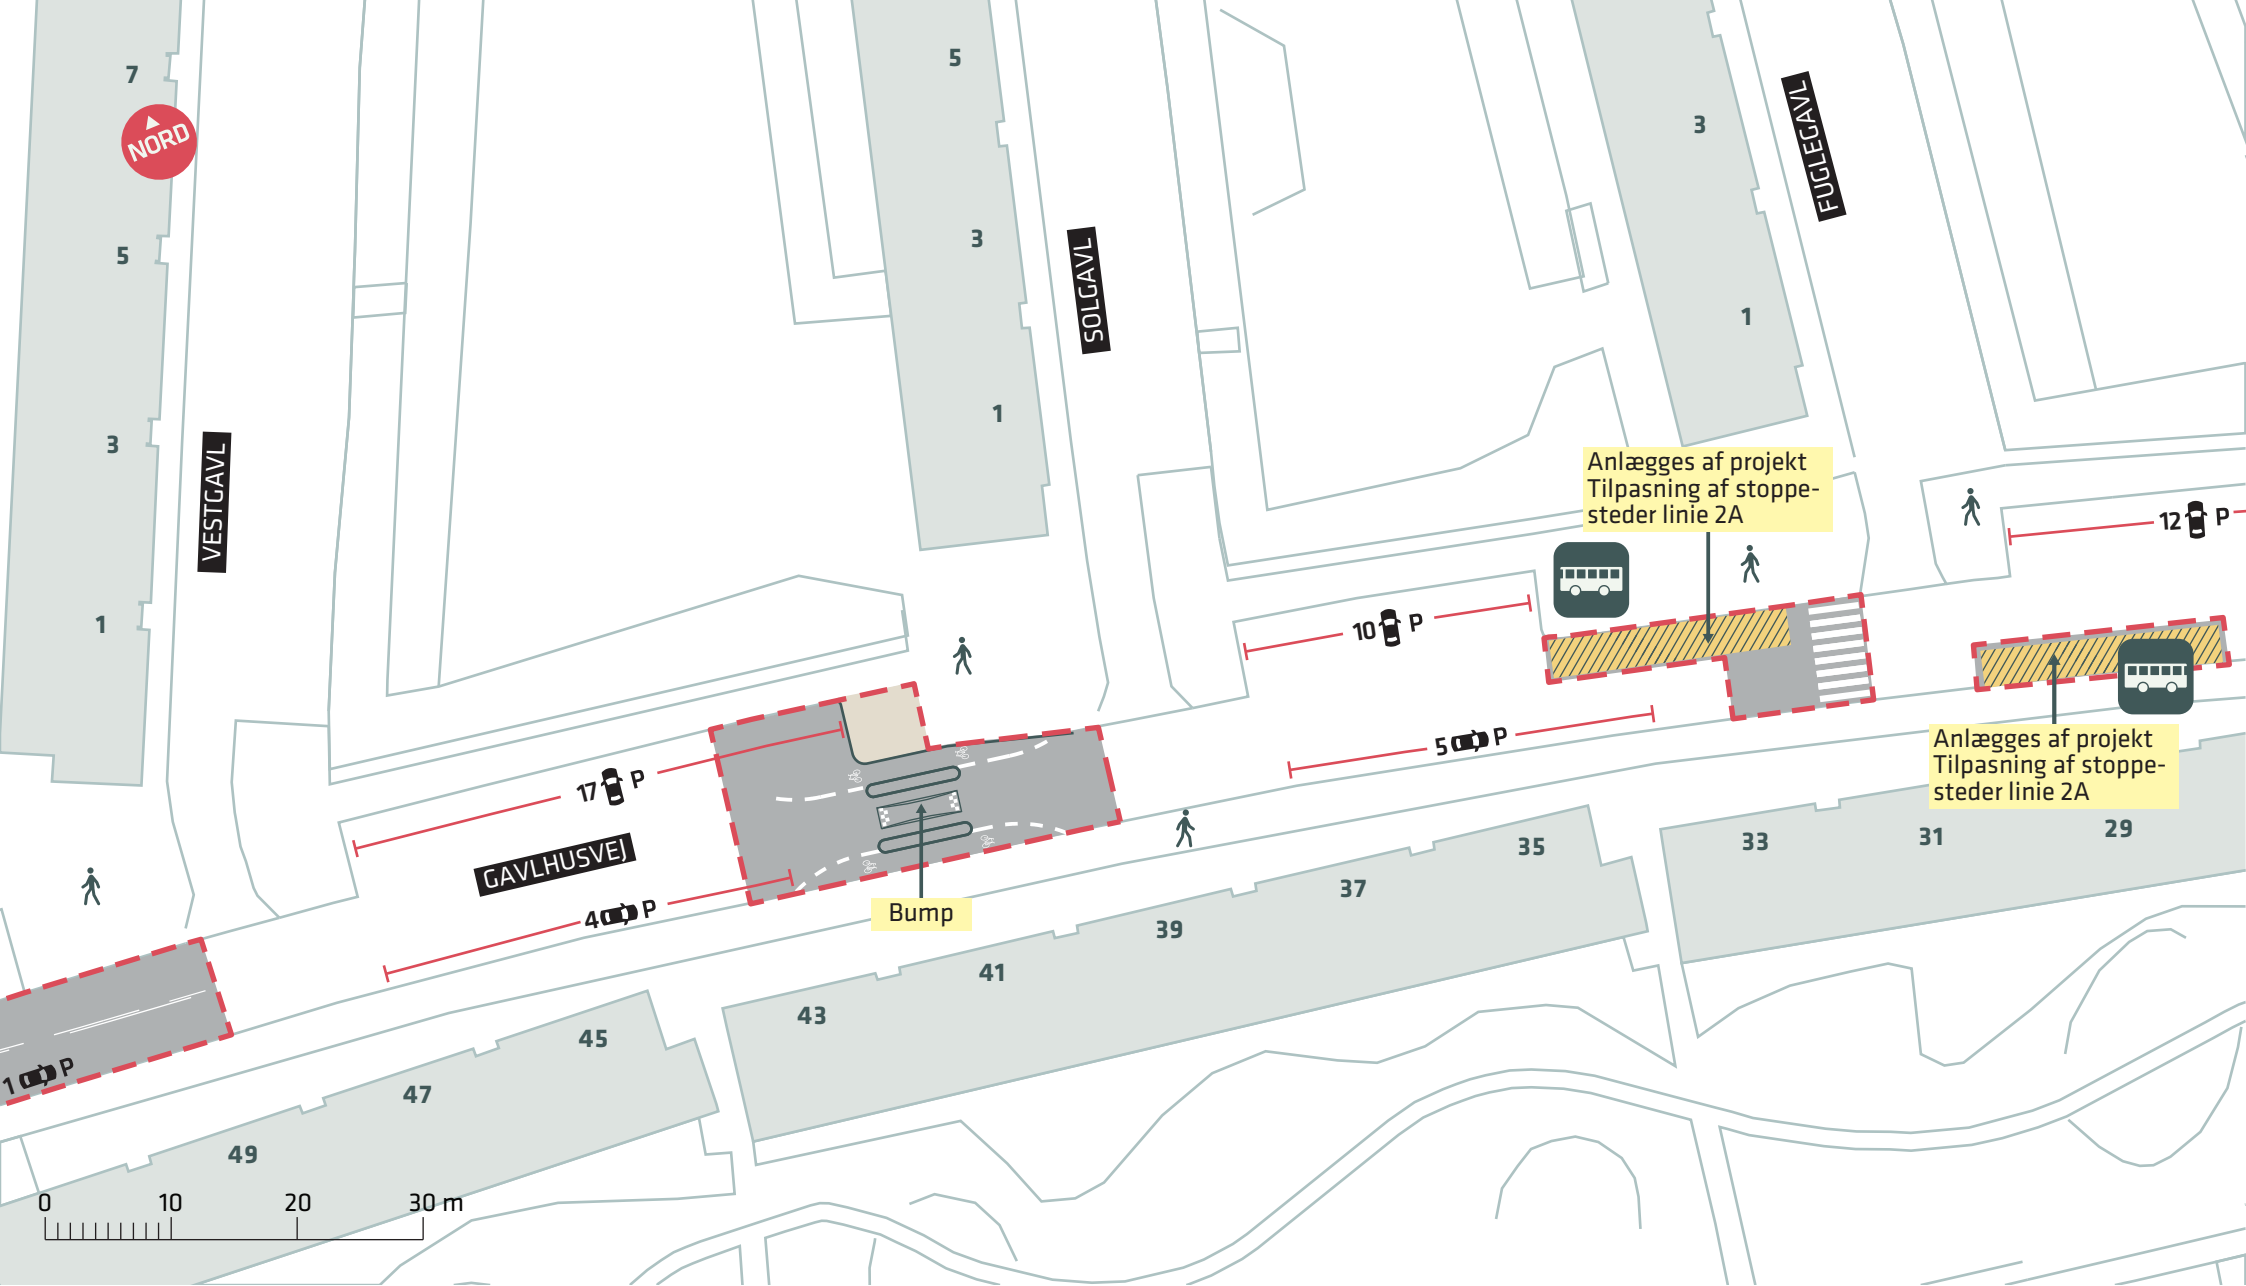 7
NORD
5
3
1
VESTGAVL
5
3
1
SOLGAVL
3
1
FUGLEGAVL
Anlægges af projekt
Tilpasning af stoppe-
steder linie 2A
12 P
10 P
5 P
17 P
4 P
1 P
GAVLHUSVEJ
Bump
Anlægges af projekt
Tilpasning af stoppe-
steder linie 2A
29
31
33
35
37
39
41
43
45
47
49
0 10 20 30 m